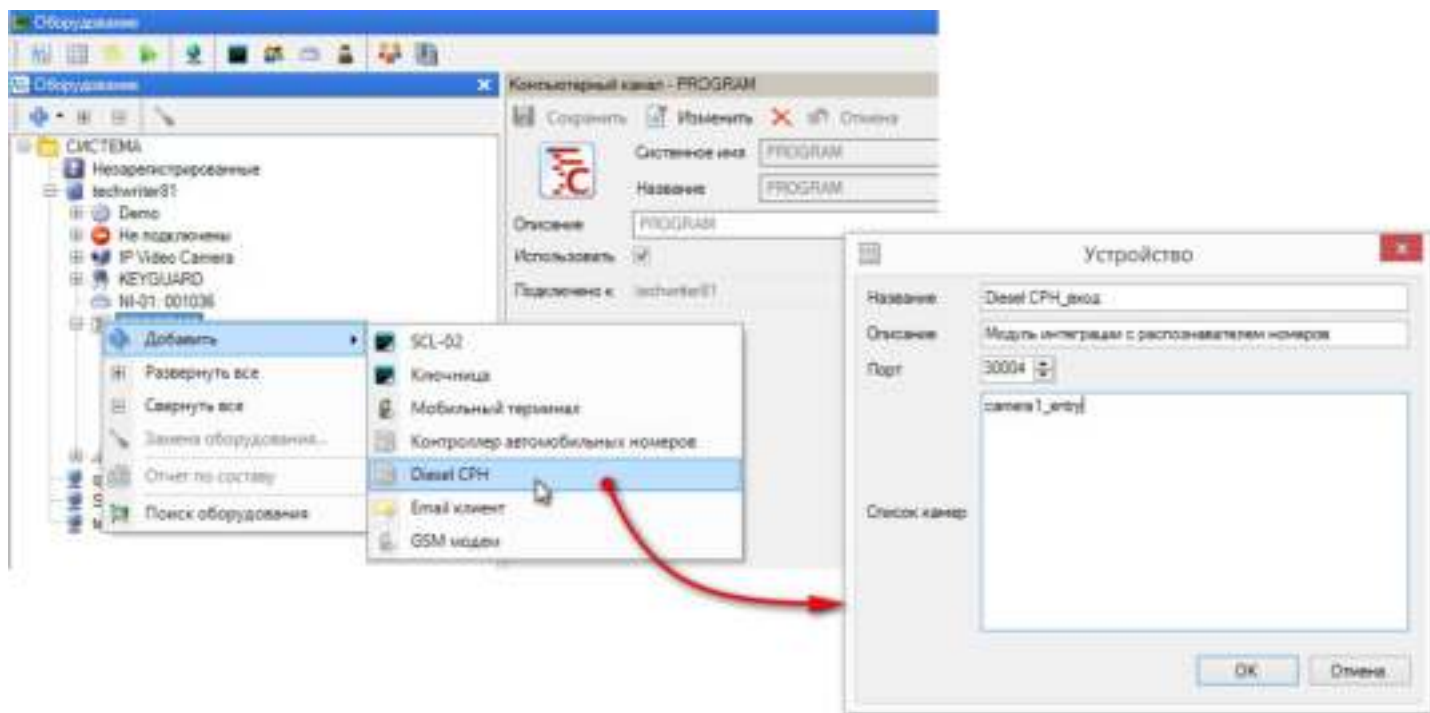 Оборудование
Оборудование
СИСТЕМА
Незарегистрированные
techwriter81
Demo
Не подключены
IP Video Camera
KEYGUARD
NI-01: 001036
Компьютерный канал - PROGRAM
Сохранить Изменить Отмена
Системное имя PROGRAM
Название PROGRAM
Описание PROGRAM
Использовать
Подключено к techwriter81
Добавить
Развернуть все
Свернуть все
Замена оборудования...
Отчет по составу
Поиск оборудования
SCL-02
Ключница
Мобильный терминал
Контроллер автомобильных номеров
Diesel СРН
Email клиент
GSM модем
Устройство
Название Diesel СРН_вход
Описание Модуль интеграции с распознавателем номеров
Порт 30004
camera1_entry
Список камер
OK Отмена